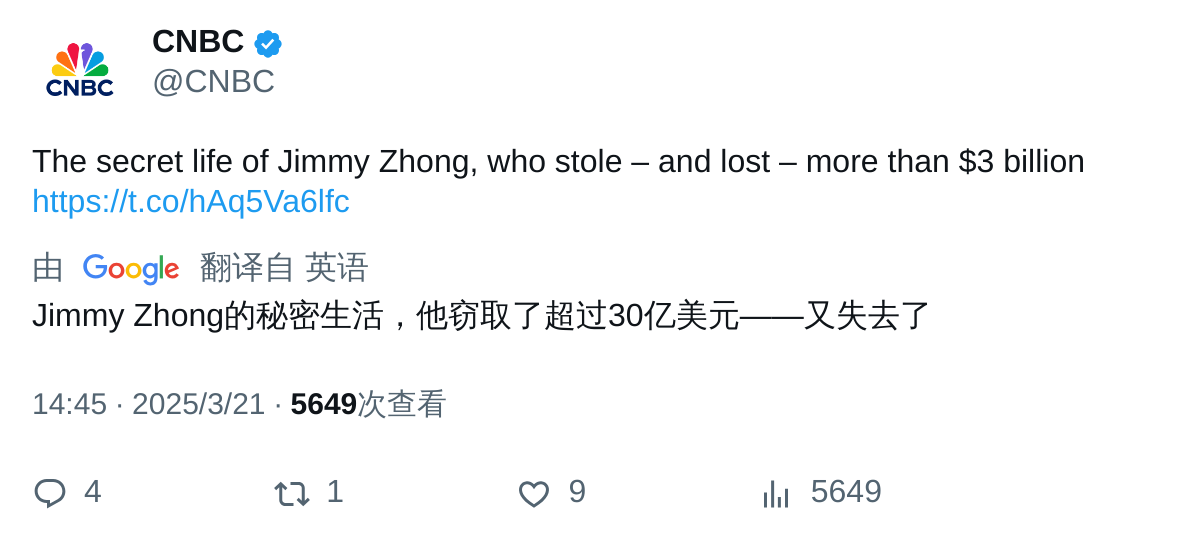 CNBC
@CNBC
CNBC
The secret life of Jimmy Zhong, who stole – and lost – more than $3 billion
https://t.co/hAq5Va6lfc
由 Google 翻译自 英语
Jimmy Zhong的秘密生活，他窃取了超过30亿美元——又失去了
14:45 · 2025/3/21 · 5649次查看
4 1 9 5649